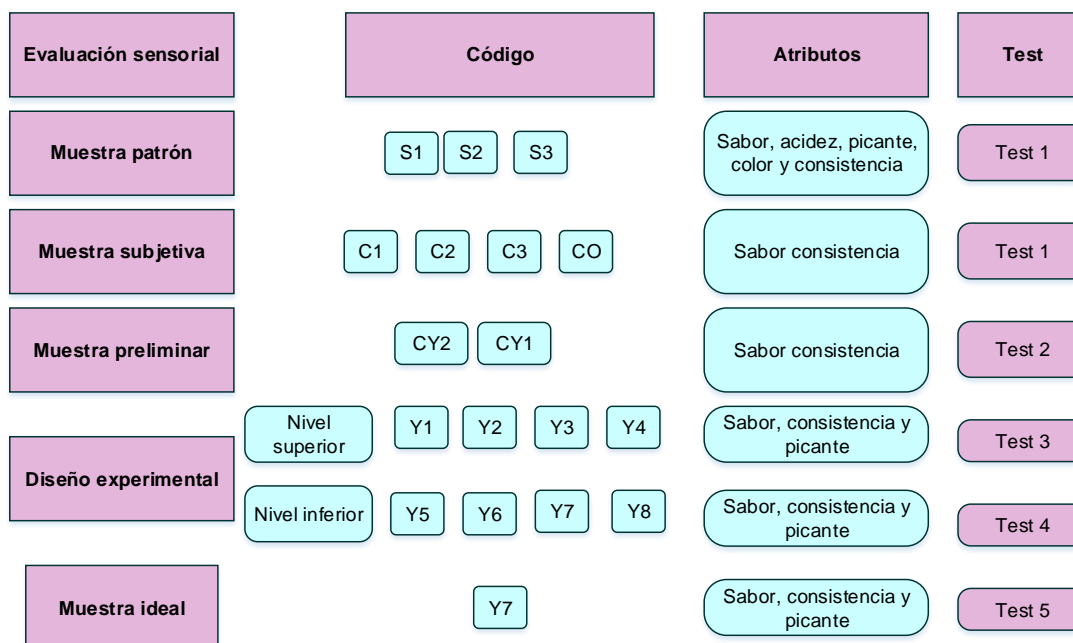 Evaluación sensorial
Código
Atributos
Test
Muestra patrón
S1
S2
S3
Sabor, acidez, picante,
color y consistencia
Test 1
Muestra subjetiva
C1
C2
C3
CO
Sabor consistencia
Test 1
Muestra preliminar
CY2
CY1
Sabor consistencia
Test 2
Diseño experimental
Nivel
superior
Y1
Y2
Y3
Y4
Sabor, consistencia y
picante
Test 3
Nivel inferior
Y5
Y6
Y7
Y8
Sabor, consistencia y
picante
Test 4
Muestra ideal
Y7
Sabor, consistencia y
picante
Test 5